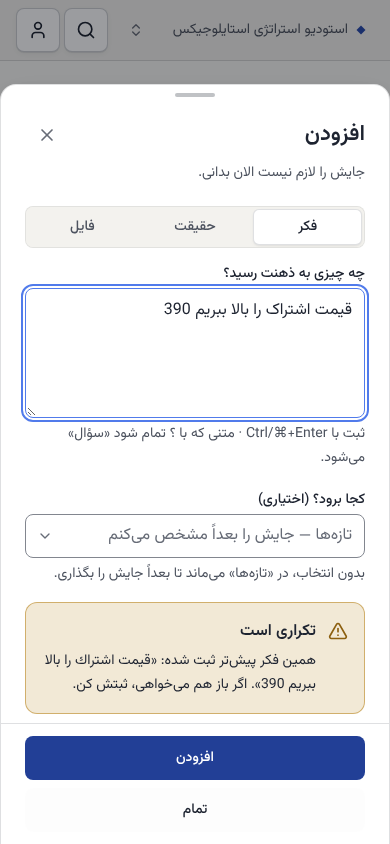 استودیو استراتژی استایلوجیکس
افزودن
جایش را لازم نیست الان بدانی.
فکر
حقیقت
فایل
چه چیزی به ذهنت رسید؟
قیمت اشتراک را بالا ببریم 390
ثبت با Ctrl/⌘+Enter · متنی که با ؟ تمام شود «سؤال»
می‌شود.
کجا برود؟ (اختیاری)
تازه‌ها — جایش را بعداً مشخص می‌کنم
بدون انتخاب، در «تازه‌ها» می‌ماند تا بعداً جایش را بگذاری.
تکراری است
همین فکر پیش‌تر ثبت شده: «قیمت اشتراك را بالا
ببریم 390». اگر باز هم می‌خواهی، ثبتش کن.
افزودن
تمام